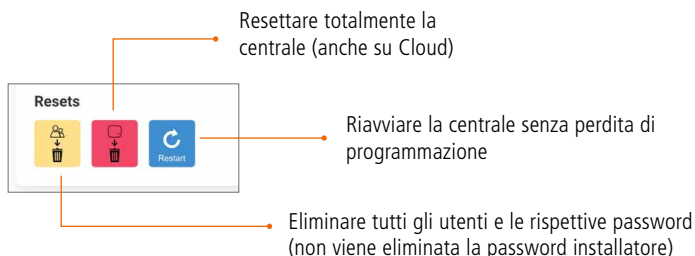 Resettare totalmente la
centrale (anche su Cloud)
Resets
Restart
Riavviare la centrale senza perdita di
programmazione
Eliminare tutti gli utenti e le rispettive password
(non viene eliminata la password installatore)